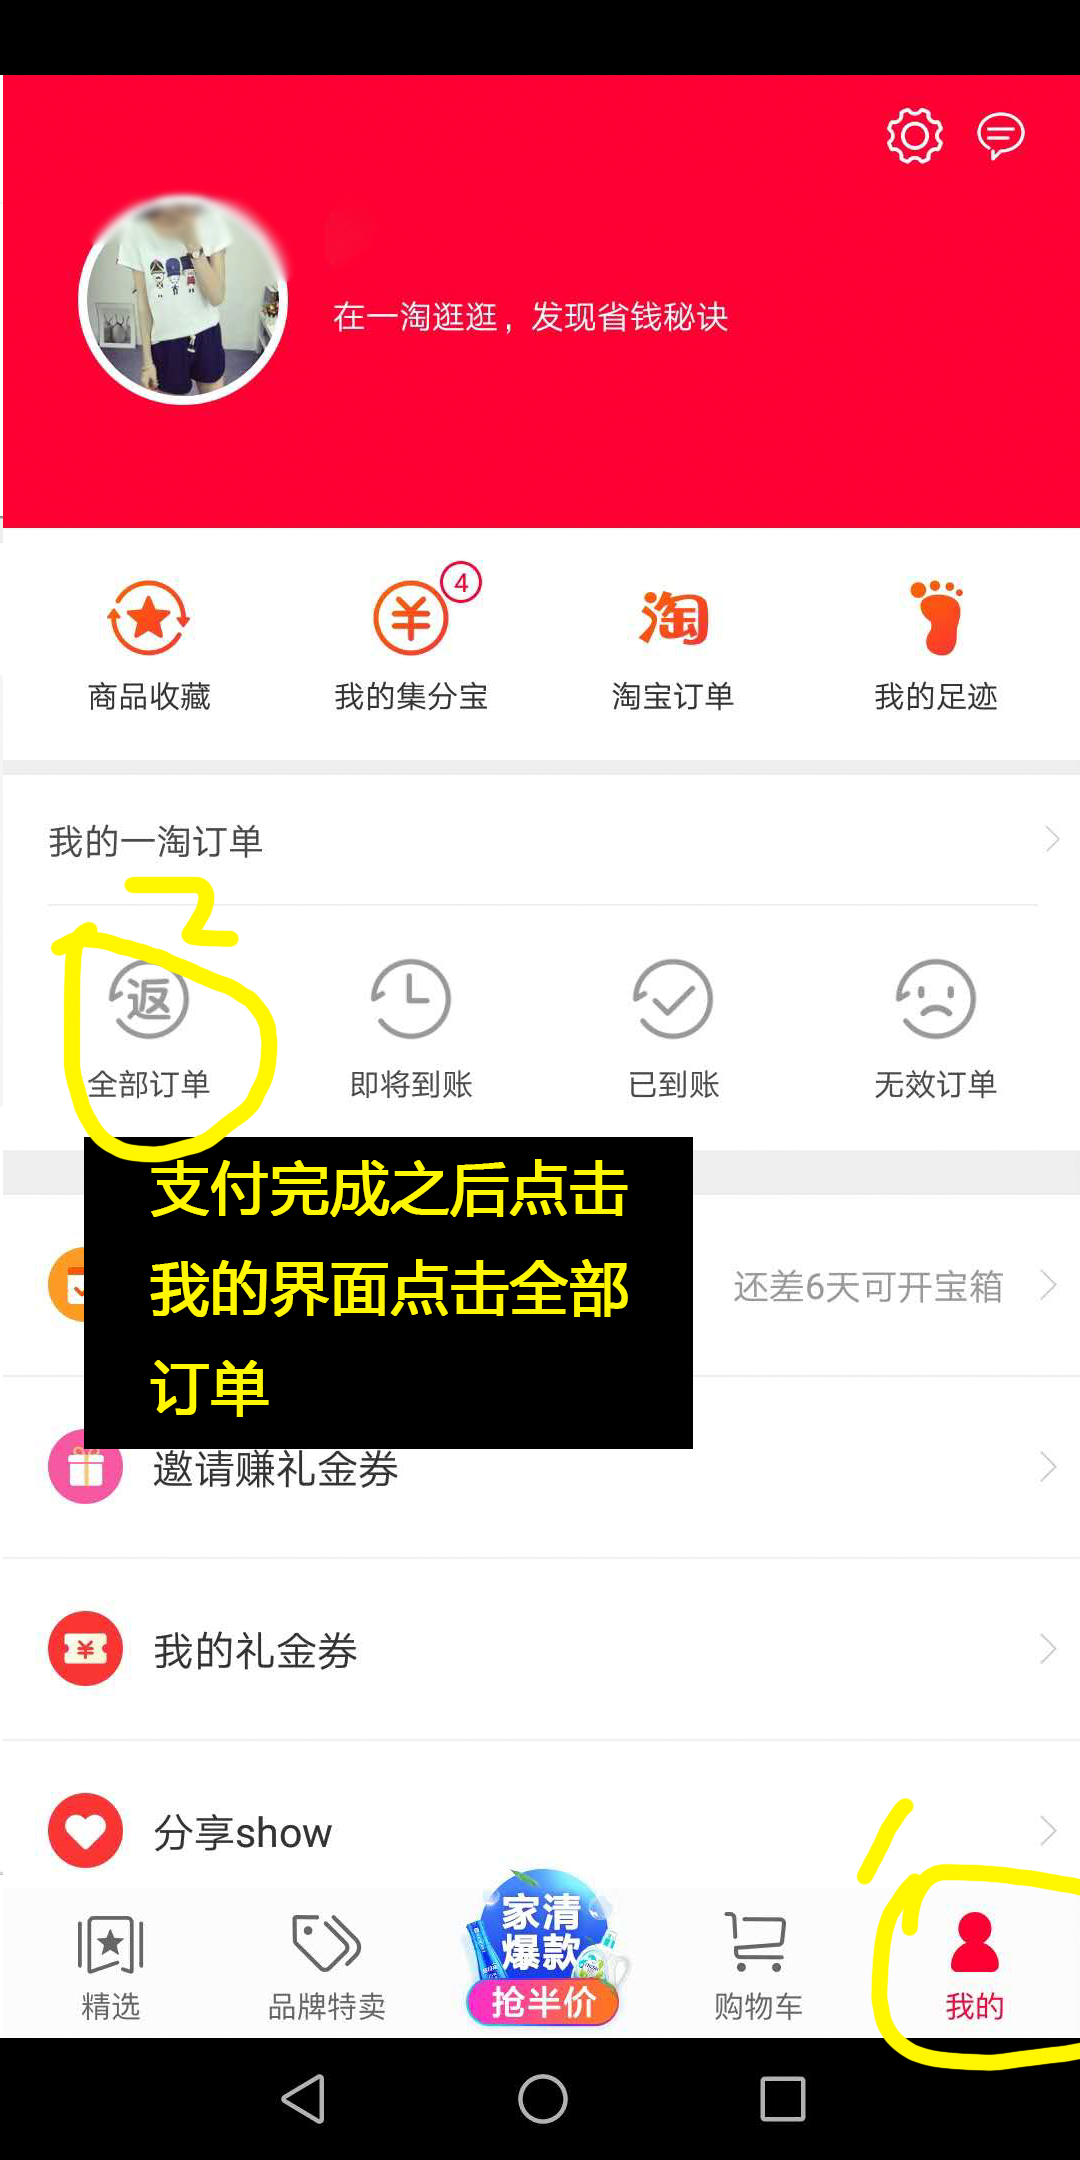 在一淘逛逛，发现省钱秘诀
4
商品收藏
我的集分宝
淘
淘宝订单
我的足迹
我的一淘订单
2
返
全部订单
即将到账
已到账
无效订单
支付完成之后点击
我的界面点击全部
订单
还差6天可开宝箱
邀请赚礼金券
我的礼金券
分享show
1
家清
爆款
抢半价
精选
品牌特卖
购物车
我的